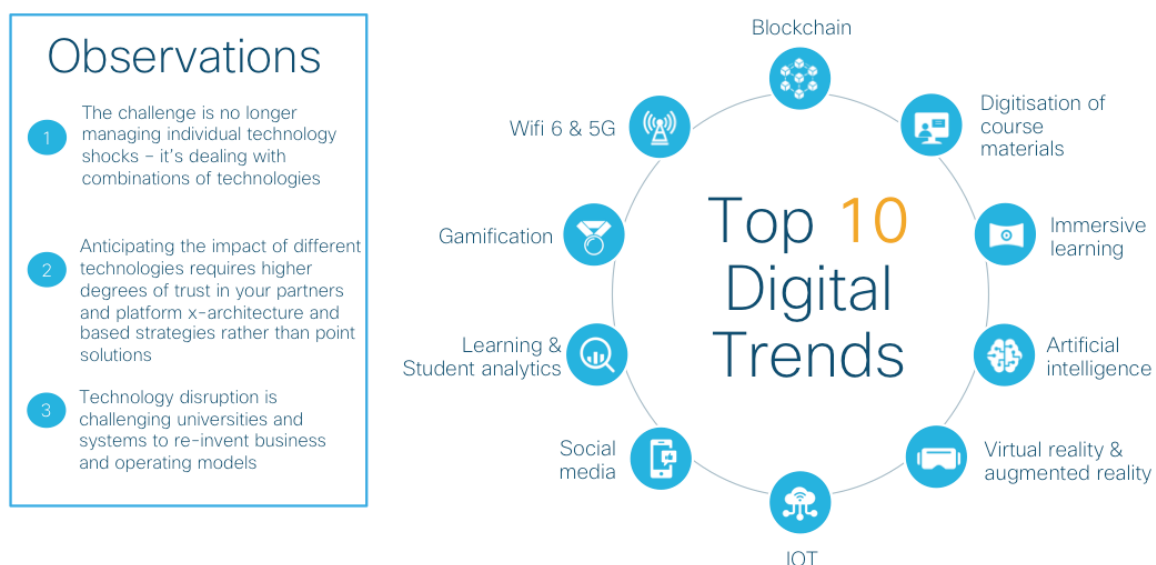 Observations
1
The challenge is no longer
managing individual technology
shocks – it's dealing with
combinations of technologies
2
Anticipating the impact of different
technologies requires higher
degrees of trust in your partners
and platform x-architecture and
based strategies rather than point
solutions
3
Technology disruption is
challenging universities and
systems to re-invent business
and operating models
Top 10
Digital
Trends
Blockchain
Digitisation of
course
materials
Immersive
learning
Artificial
intelligence
Virtual reality &
augmented reality
IOT
Social
media
Learning &
Student analytics
Gamification
Wifi 6 & 5G